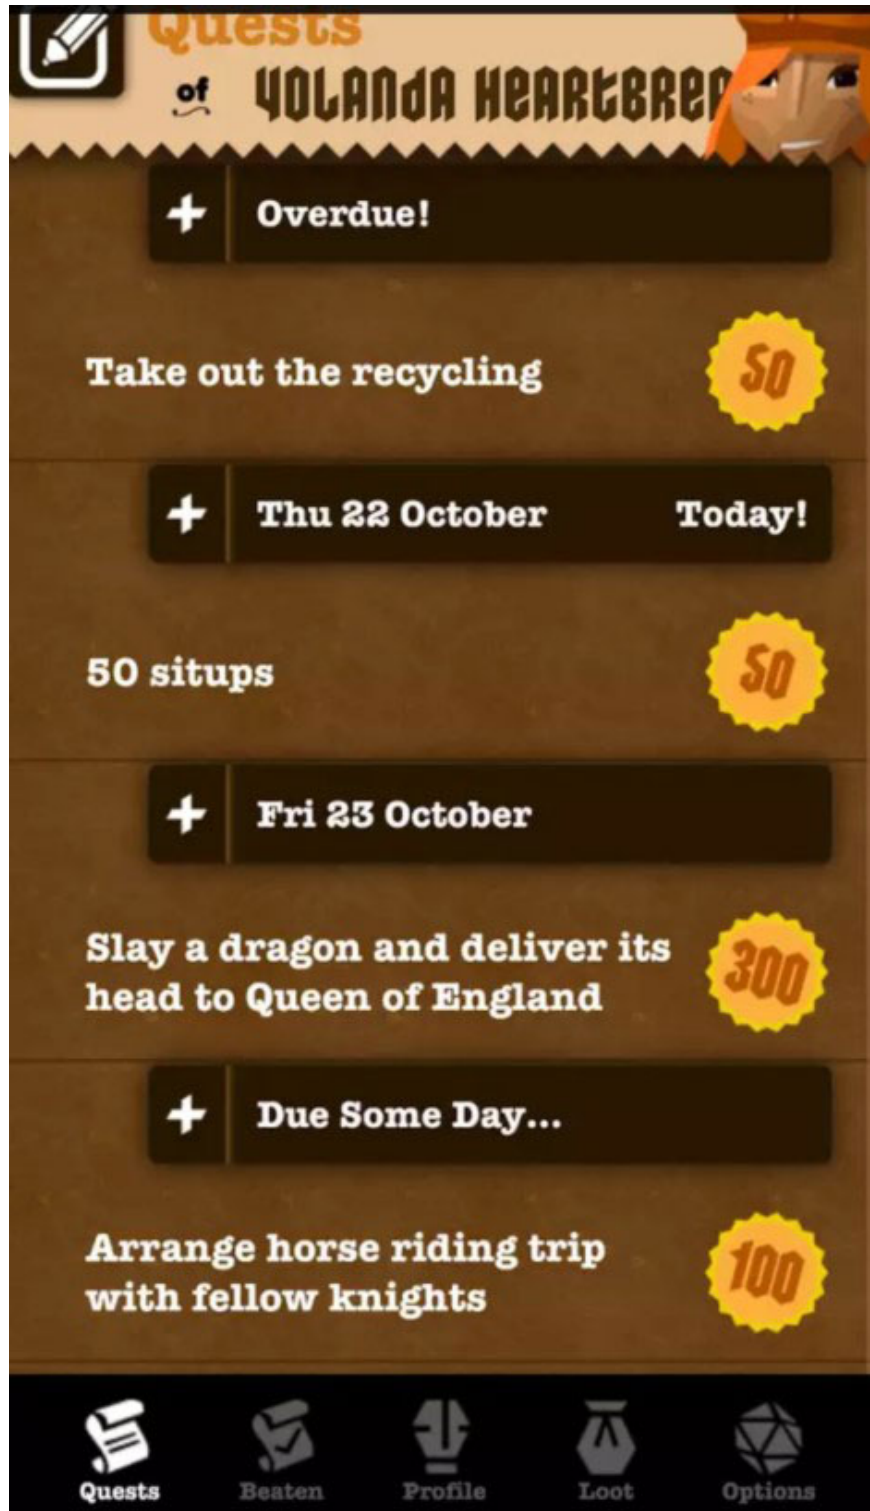 Quests
of YOLANDA HEARTBREA
Overdue!
Take out the recycling 50
Thu 22 October Today!
50 situps 50
Fri 23 October
Slay a dragon and deliver its
head to Queen of England 300
Due Some Day...
Arrange horse riding trip
with fellow knights 100
Quests Beaten Profile Loot Options